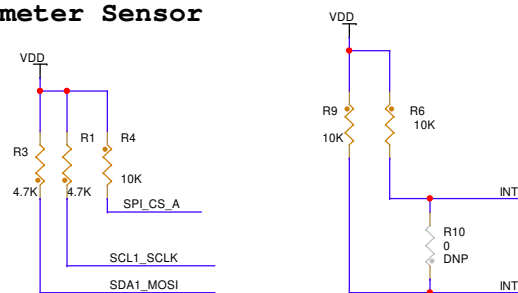 meter Sensor
VDD
R3
R1
R4
4.7K
4.7K
10K
SPI_CS_A
SCL1_SCLK
SDA1_MOSI
VDD
R9
R6
10K
10K
INT
R10
0
DNP
INT